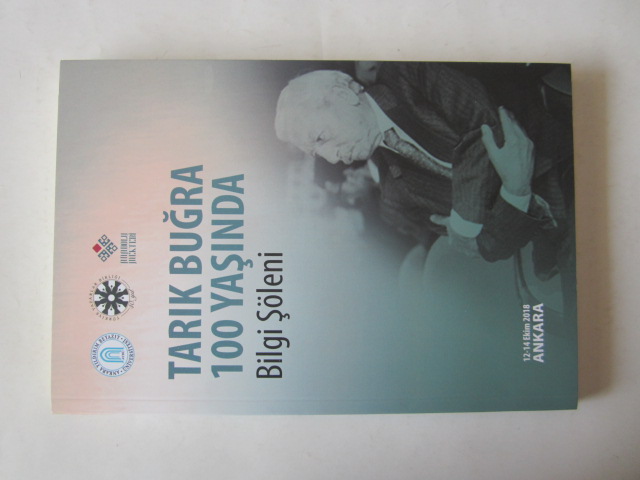 TARIK BUĞRA
100 YAŞINDA
Bilgi Şöleni
12-14 Ekim 2018
ANKARA